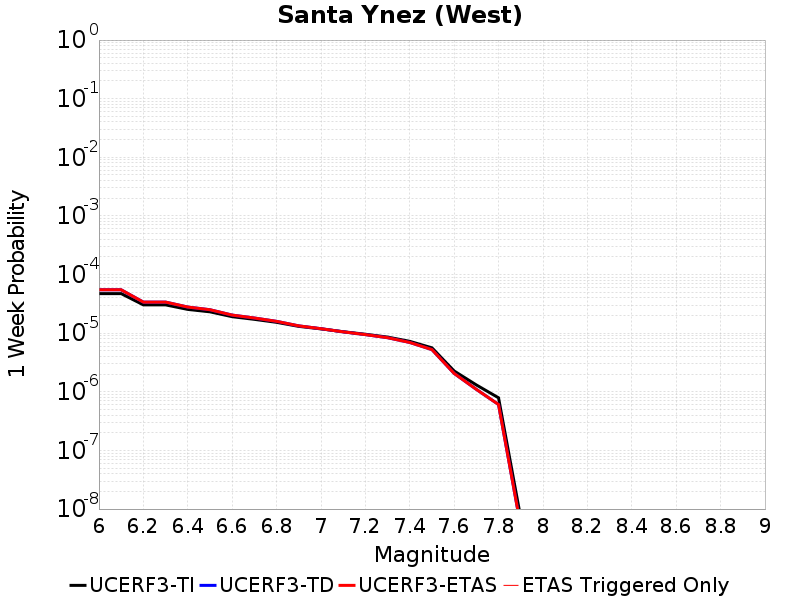 Santa Ynez (West)
1 Week Probability
10^0
10^-1
10^-2
10^-3
10^-4
10^-5
10^-6
10^-7
10^-8
6 6.2 6.4 6.6 6.8 7 7.2 7.4 7.6 7.8 8 8.2 8.4 8.6 8.8 9
Magnitude
UCERF3-TI UCERF3-TD UCERF3-ETAS ETAS Triggered Only